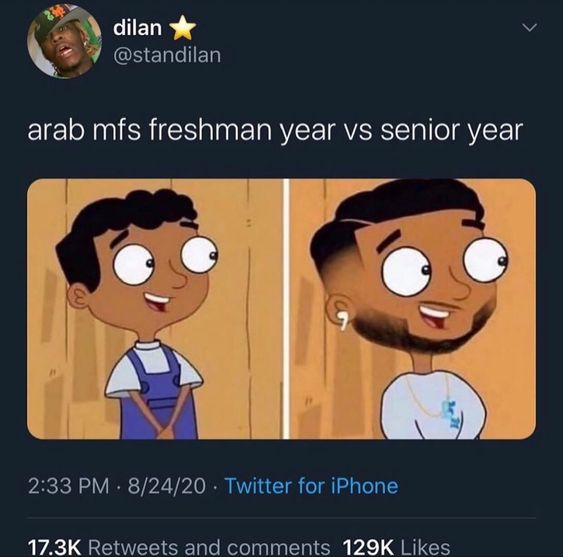 dilan ⭐
@standilan
arab mfs freshman year vs senior year
2:33 PM · 8/24/20 · Twitter for iPhone
17.3K Retweets and comments 129K Likes